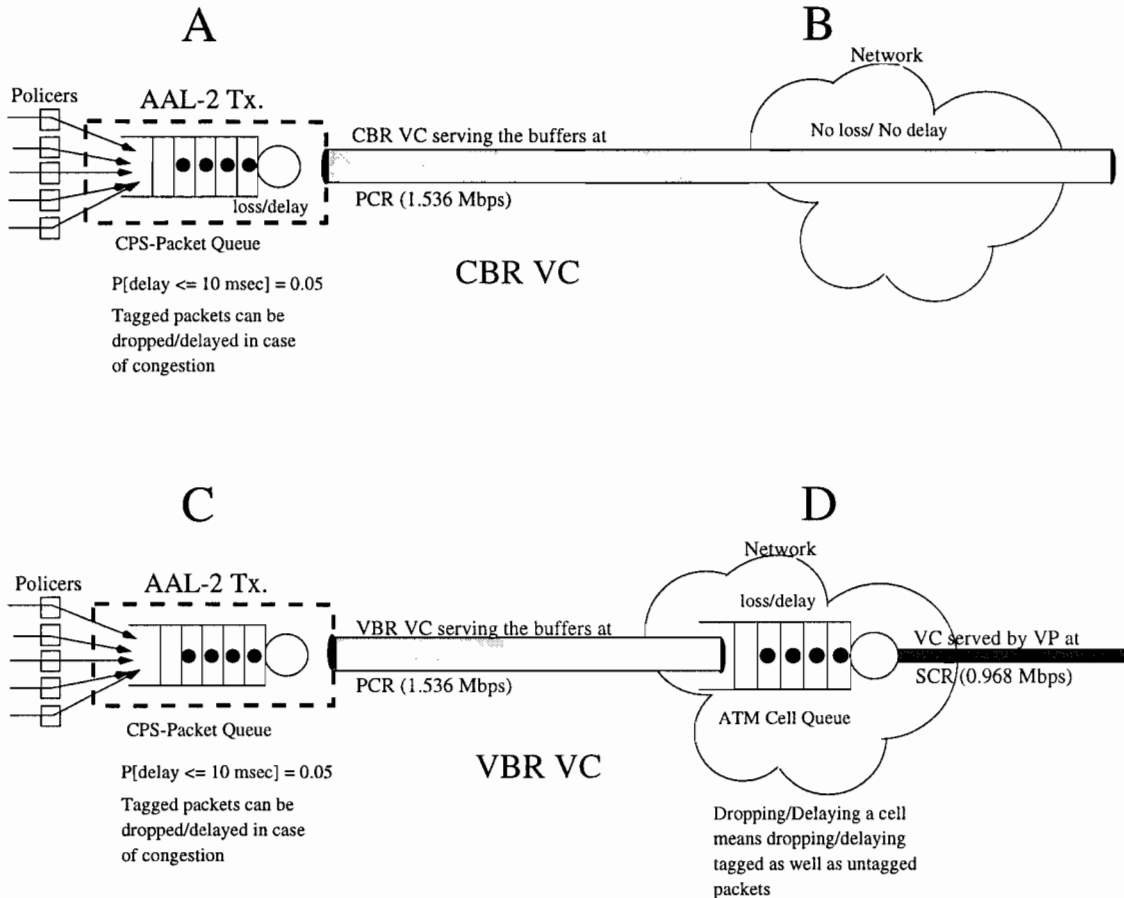 A
B
Network
Policers
AAL-2 Tx.
No loss/ No delay
CBR VC serving the buffers at
PCR (1.536 Mbps)
loss/delay
CPS-Packet Queue
CBR VC
P[delay <= 10 msec] = 0.05
Tagged packets can be
dropped/delayed in case
of congestion
C
D
Network
Policers
AAL-2 Tx.
loss/delay
VBR VC serving the buffers at
VC served by VP at
PCR (1.536 Mbps)
SCR (0.968 Mbps)
CPS-Packet Queue
ATM Cell Queue
VBR VC
P[delay <= 10 msec] = 0.05
Tagged packets can be
dropped/delayed in case
of congestion
Dropping/Delaying a cell
means dropping/delaying
tagged as well as untagged
packets